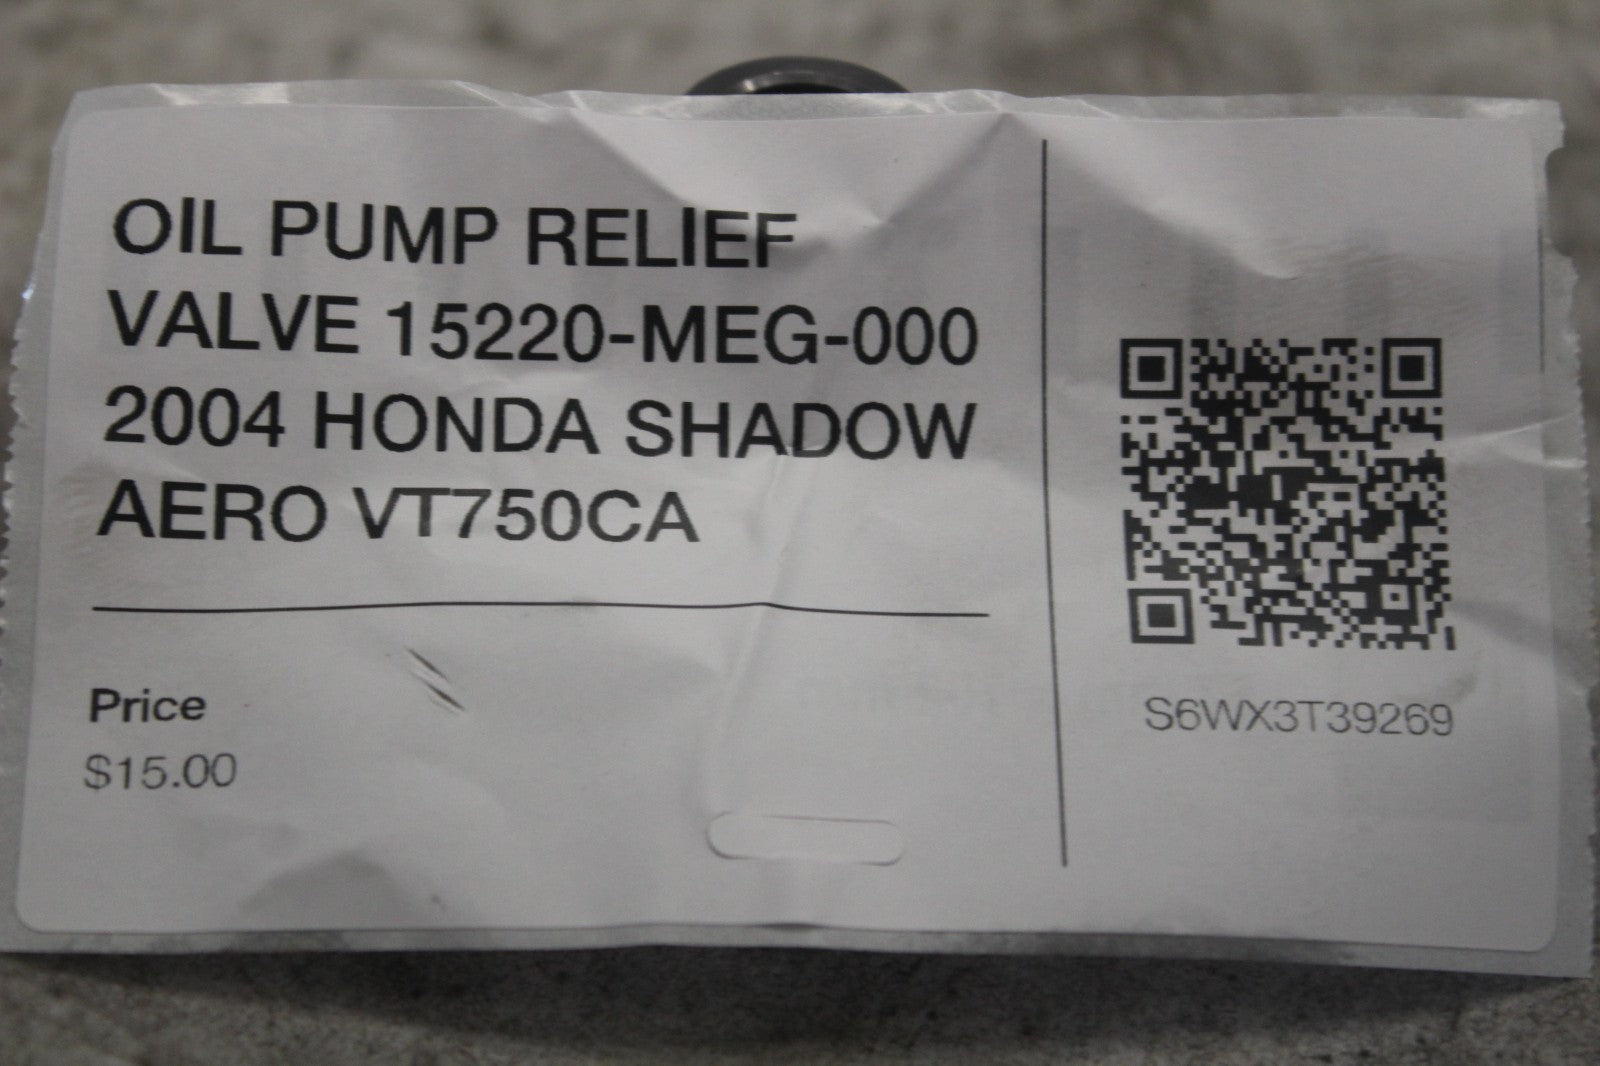 OIL PUMP RELIEF
VALVE 15220-MEG-000
2004 HONDA SHADOW
AERO VT750CA
Price
$15.00
S6WX3T39269